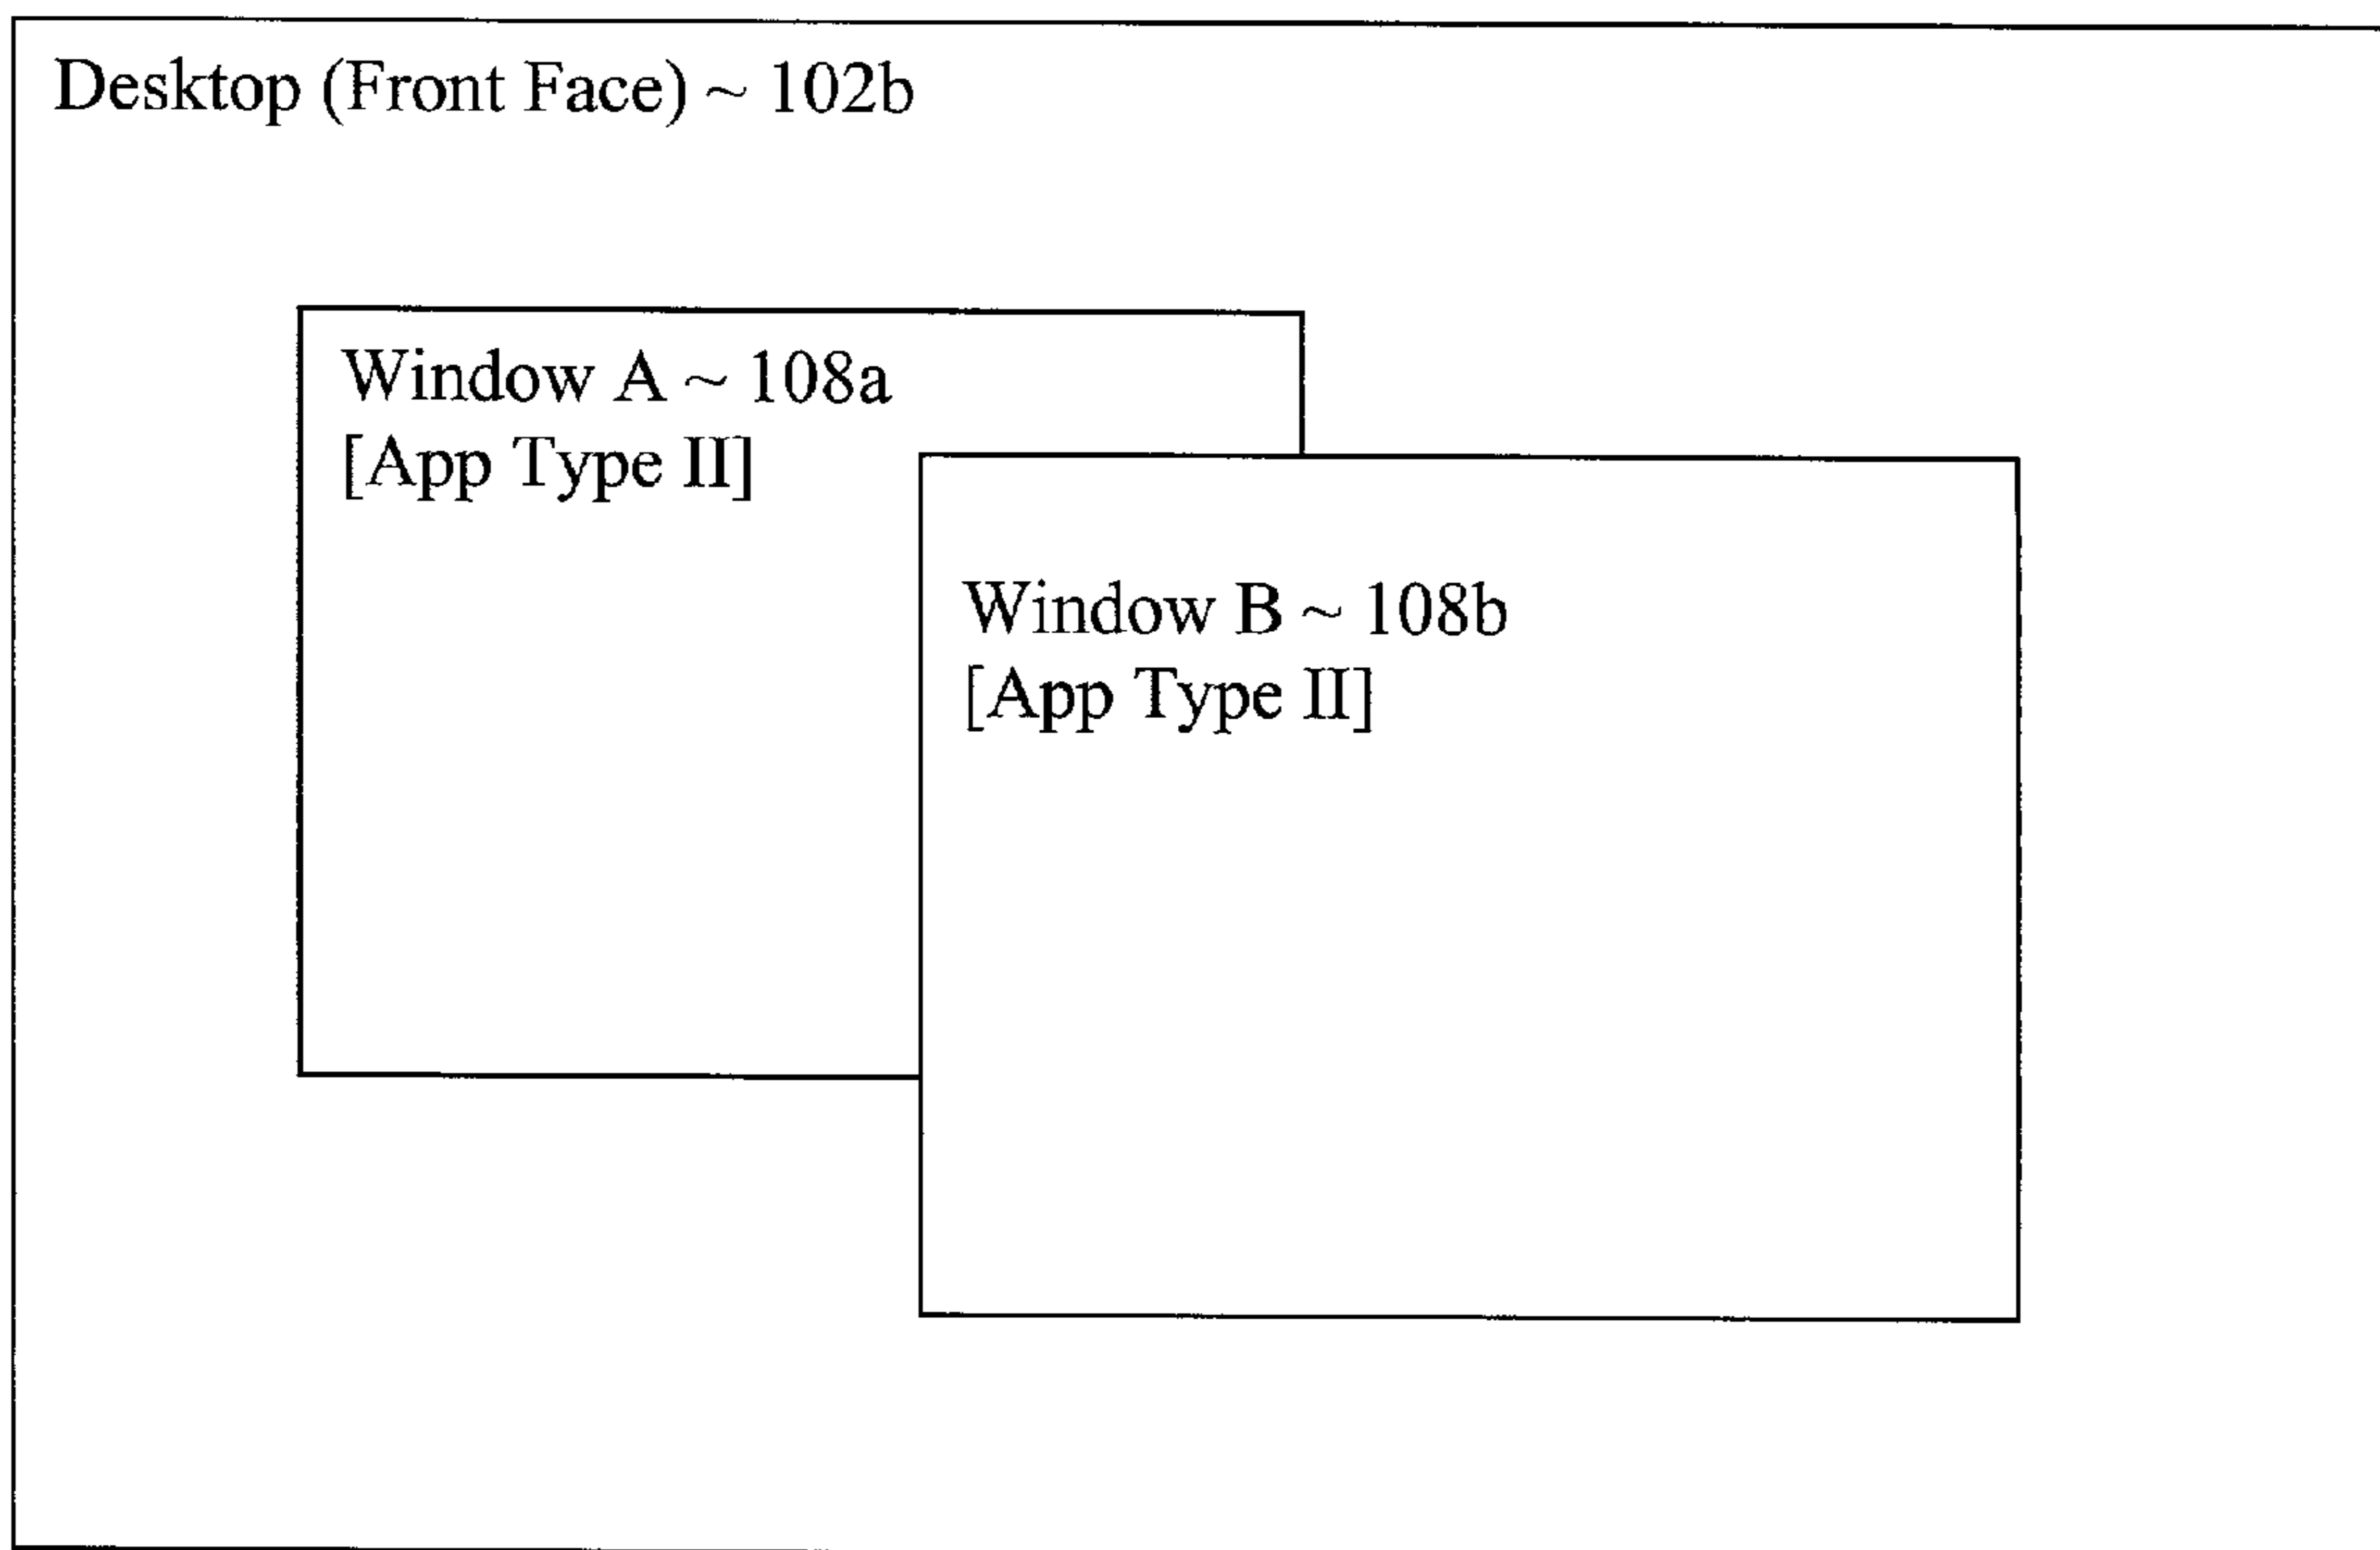 Desktop (Front Face) ~ 102b
Window A ~ 108a
[App Type II]
Window B ~ 108b
[App Type II]